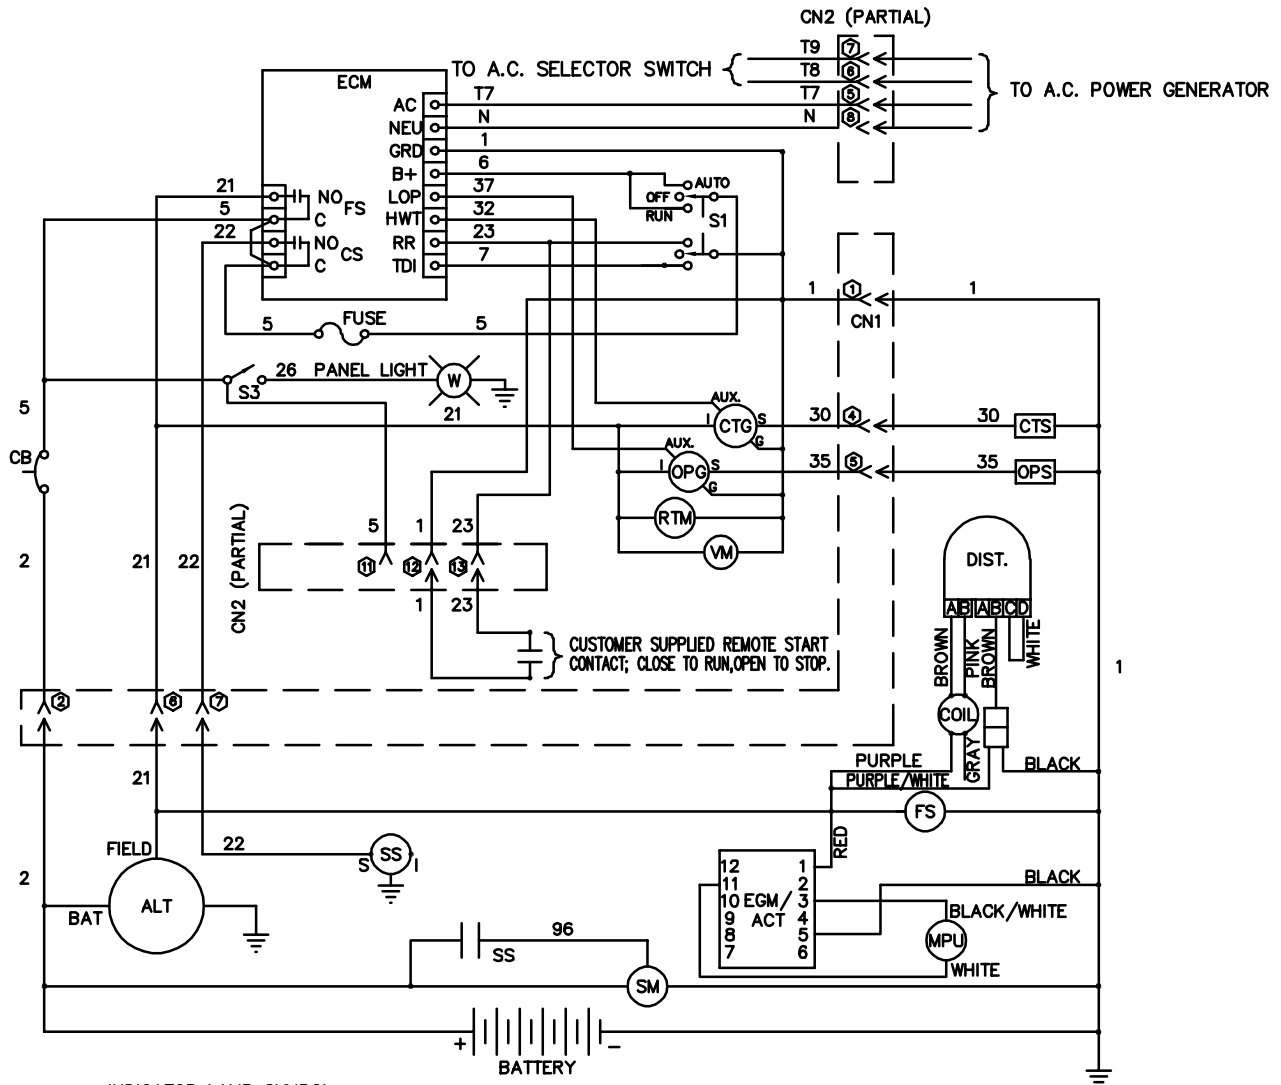 CN2 (PARTIAL)
TO A.C. SELECTOR SWITCH
T9 7
T8 6
T7 5
N 8
TO A.C. POWER GENERATOR
ECM
AC T7
NEU N
GRD 1
B+ 6
LOP 37
HWT 32
RR 23
TDI 7
21 NO FS
5 C
22 NO CS
C
AUTO
OFF
RUN
S1
1 1 1
CN1
5 FUSE 5
S3
26 PANEL LIGHT W
21
AUX.
I CTG S
G
30 4 30 CTS
AUX.
I OPG S
G
35 5 35 OPS
RTM
VM
5
CB
2
21
22
CN2 (PARTIAL)
5 1 23
11 12 13
1 23
CUSTOMER SUPPLIED REMOTE START
CONTACT; CLOSE TO RUN,OPEN TO STOP.
DIST.
A B A B C D
BROWN
PINK
BROWN
WHITE
COIL
GRAY
1
2 6 7
21
PURPLE
PURPLE/WHITE
BLACK
FS
RED
FIELD
22
S SS I
2
BAT
ALT
12 1
11 2
10 3
9 4
8 5
7 6
EGM/
ACT
BLACK
BLACK/WHITE
MPU
WHITE
96
SS
SM
+ −
BATTERY